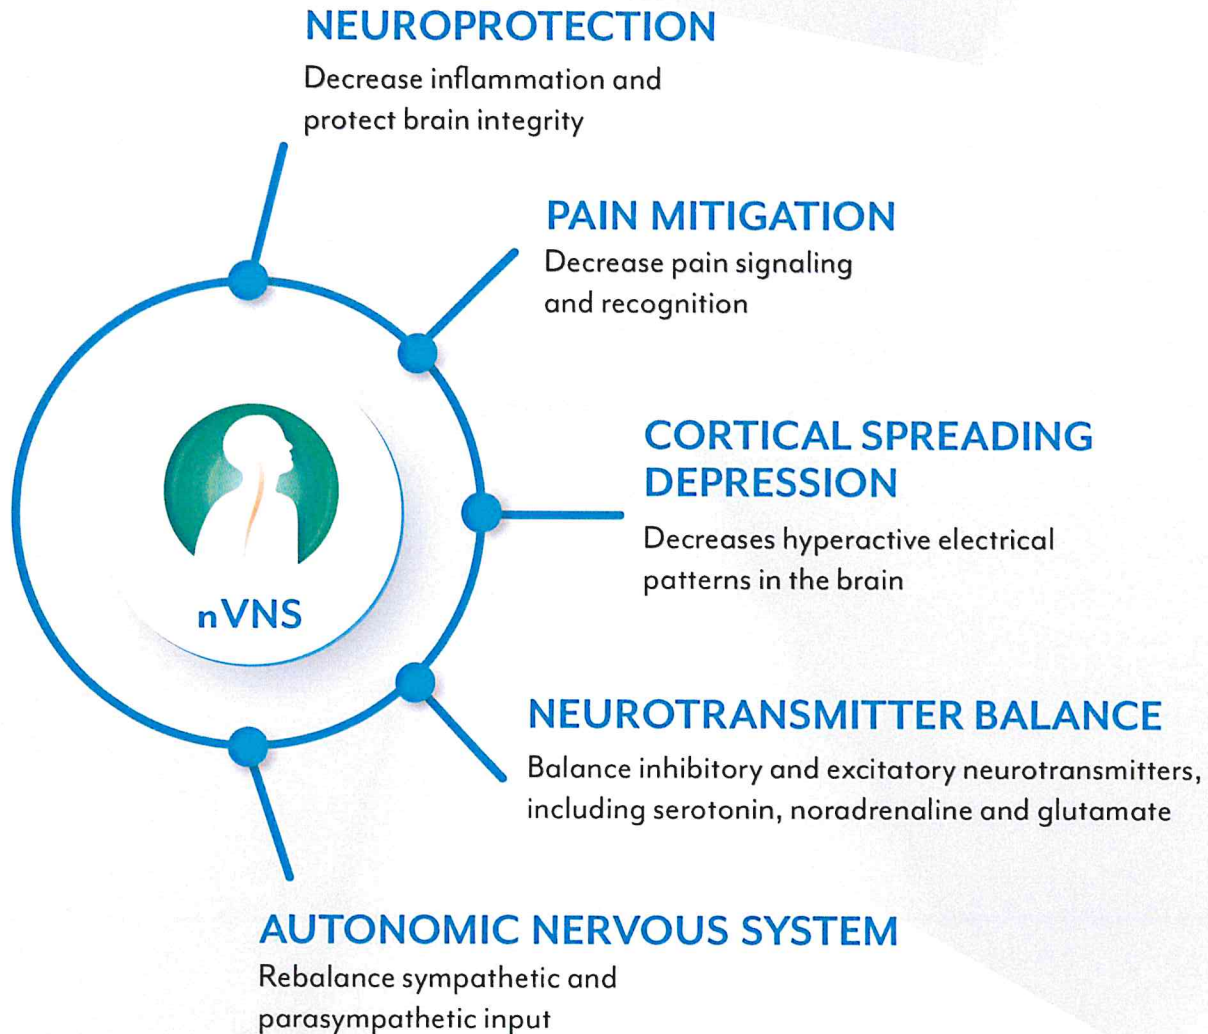 NEUROPROTECTION
Decrease inflammation and
protect brain integrity
PAIN MITIGATION
Decrease pain signaling
and recognition
CORTICAL SPREADING
DEPRESSION
Decreases hyperactive electrical
patterns in the brain
nVNS
NEUROTRANSMITTER BALANCE
Balance inhibitory and excitatory neurotransmitters,
including serotonin, noradrenaline and glutamate
AUTONOMIC NERVOUS SYSTEM
Rebalance sympathetic and
parasympathetic input